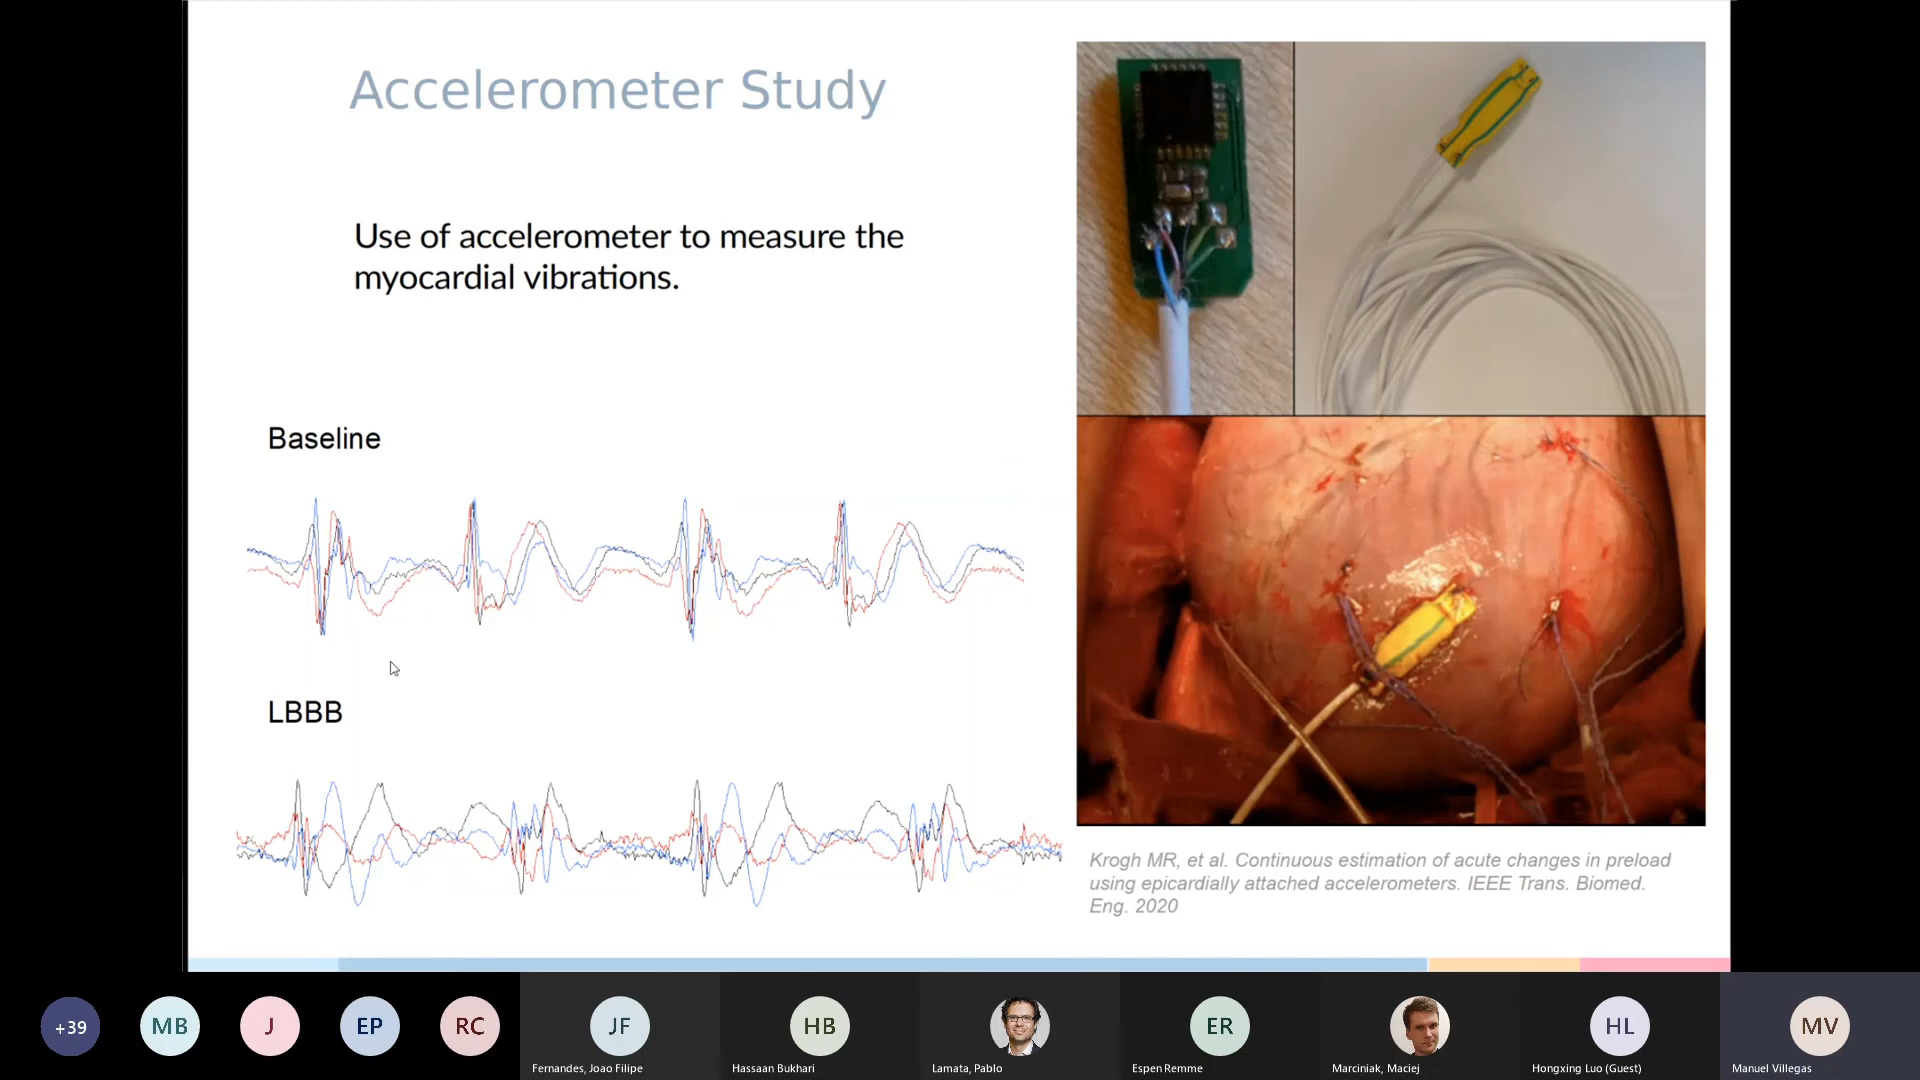 Accelerometer Study
Use of accelerometer to measure the
myocardial vibrations.
Baseline
LBBB
Krogh MR, et al. Continuous estimation of acute changes in preload
using epicardially attached accelerometers. IEEE Trans. Biomed.
Eng. 2020
+39
MB
J
EP
RC
JF
HB
ER
HL
MV
Fernandes, Joao Filipe
Hassaan Bukhari
Lamata, Pablo
Espen Remme
Marciniak, Maciej
Hongxing Luo (Guest)
Manuel Villegas